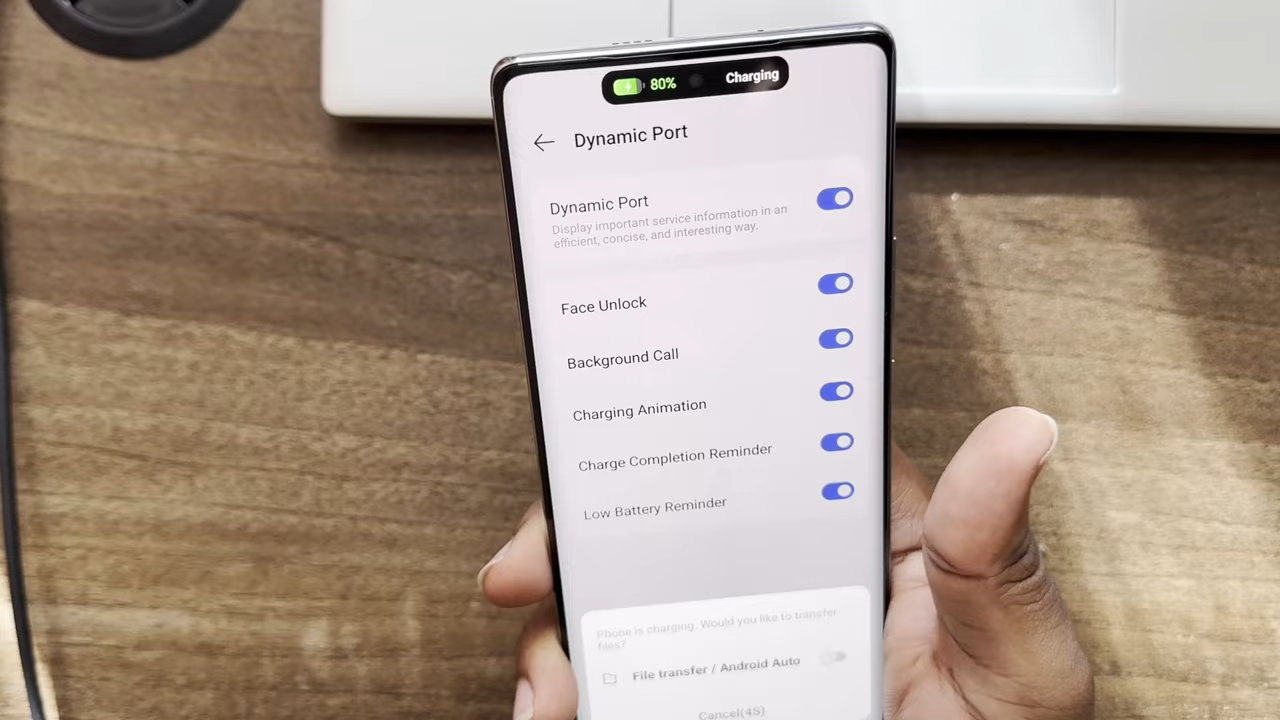 80% Charging
Dynamic Port
Dynamic Port
Display important service information in an
efficient, concise, and interesting way.
Face Unlock
Background Call
Charging Animation
Charge Completion Reminder
Low Battery Reminder
Phone is charging. Would you like to transfer
files?
File transfer / Android Auto
Cancel(4S)